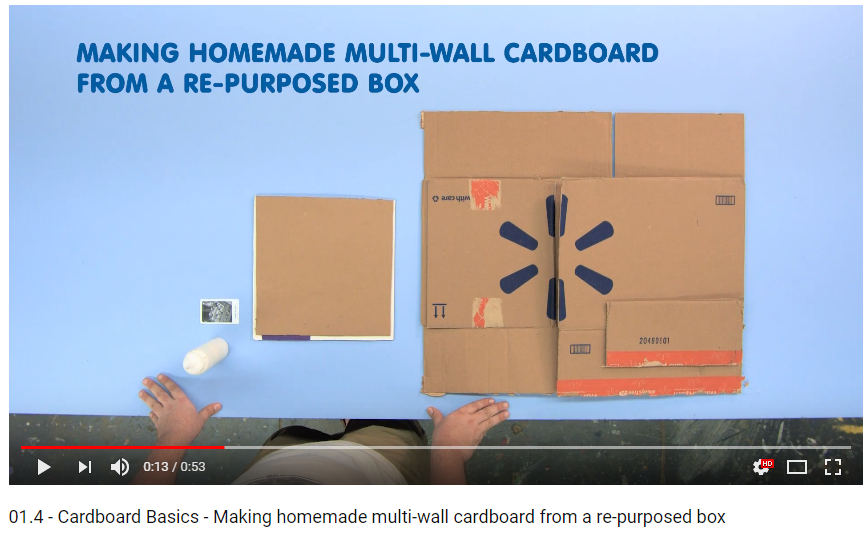 MAKING HOMEMADE MULTI-WALL CARDBOARD
FROM A RE-PURPOSED BOX
with care
20469501
0:13 / 0:53
HD
01.4 - Cardboard Basics - Making homemade multi-wall cardboard from a re-purposed box